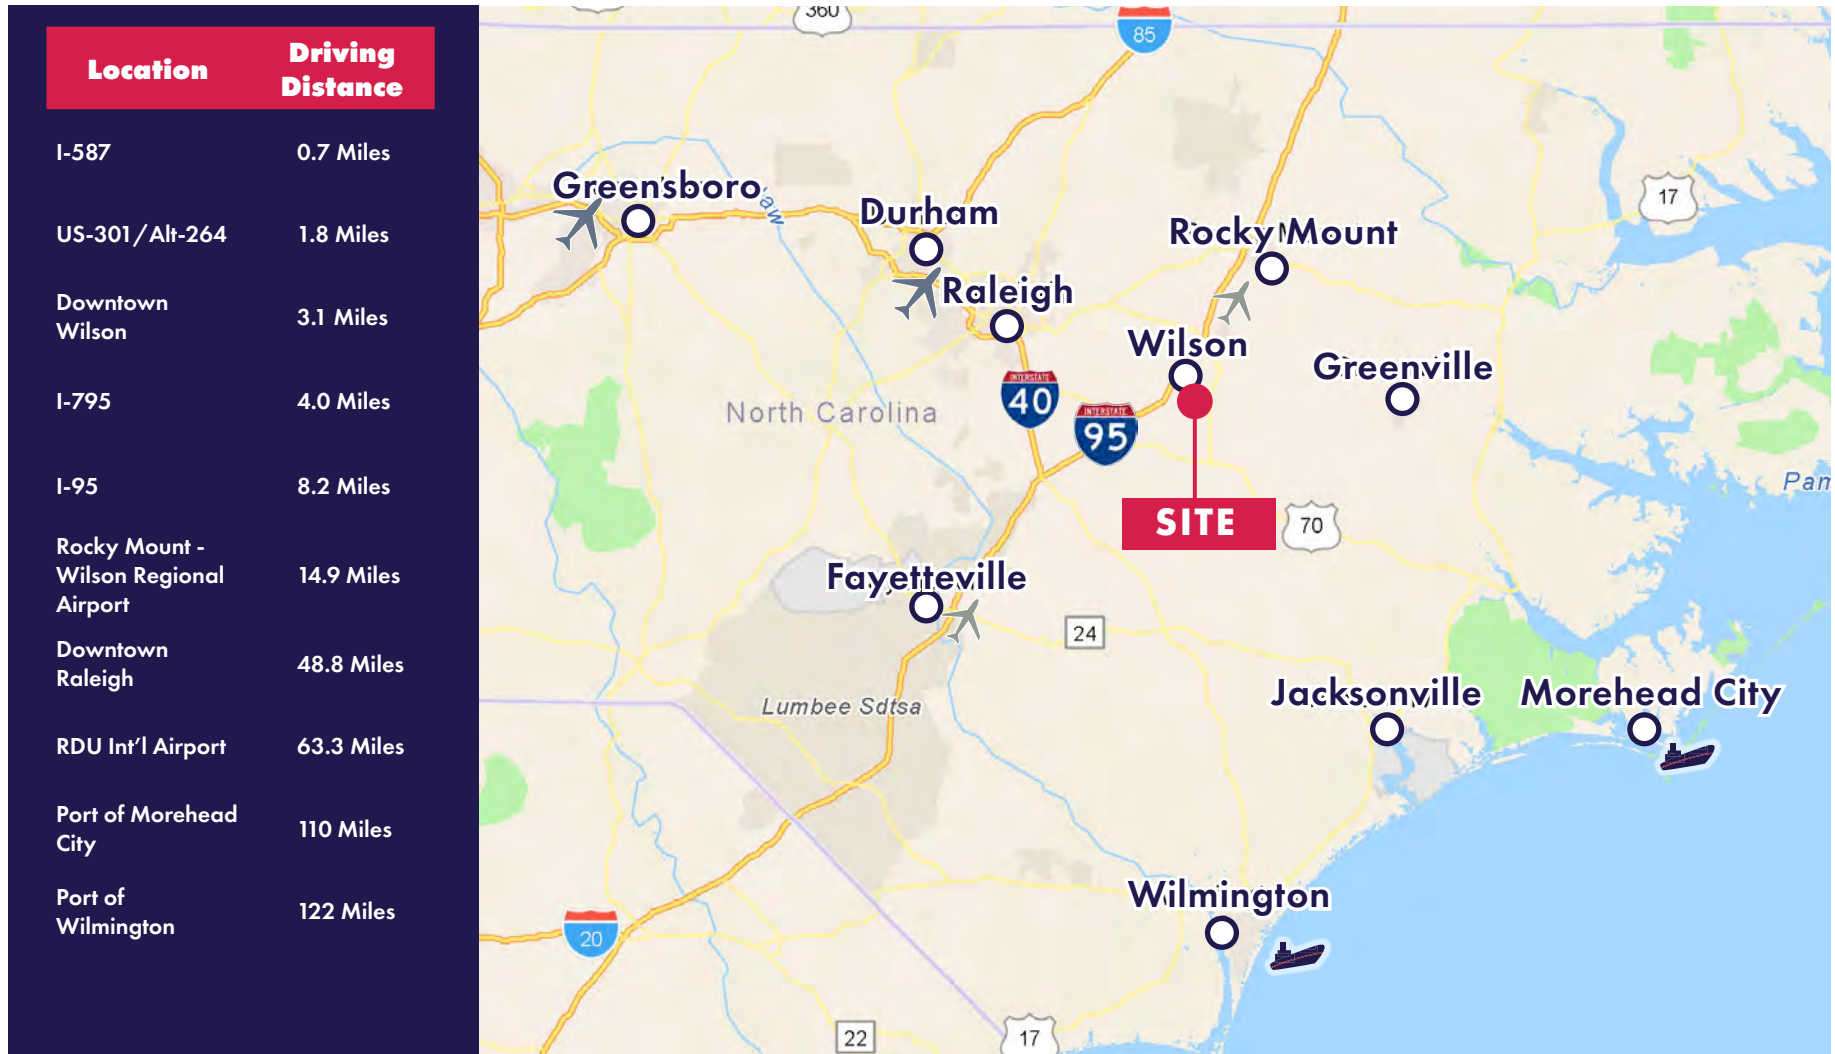 Location
Driving
Distance
I-587
0.7 Miles
US-301/Alt-264
1.8 Miles
Downtown
Wilson
3.1 Miles
I-795
4.0 Miles
I-95
8.2 Miles
Rocky Mount -
Wilson Regional
Airport
14.9 Miles
Downtown
Raleigh
48.8 Miles
RDU Int'l Airport
63.3 Miles
Port of Morehead
City
110 Miles
Port of
Wilmington
122 Miles
360
85
17
Greensboro
Durham
Rocky Mount
Raleigh
Wilson
Greenville
INTERSTATE
40
INTERSTATE
95
North Carolina
SITE
70
Fayetteville
24
Lumbee Sdtsa
Jacksonville
Morehead City
Wilmington
20
22
17